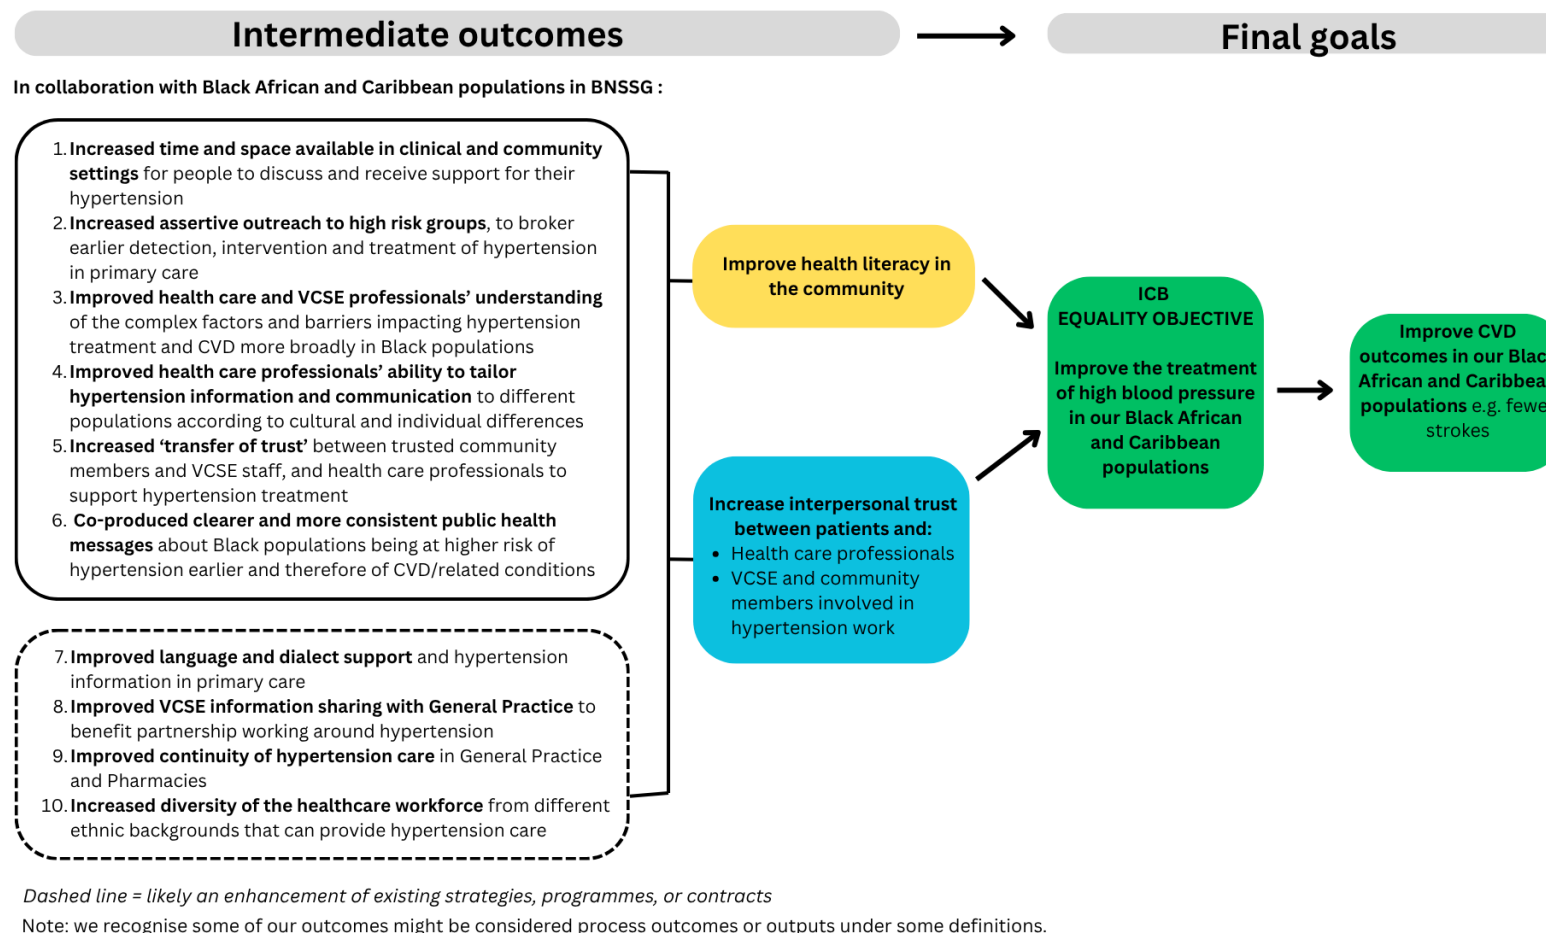 Intermediate outcomes
Final goals
In collaboration with Black African and Caribbean populations in BNSSG :
1. Increased time and space available in clinical and community
settings for people to discuss and receive support for their
hypertension
2. Increased assertive outreach to high risk groups, to broker
earlier detection, intervention and treatment of hypertension
in primary care
3. Improved health care and VCSE professionals’ understanding
of the complex factors and barriers impacting hypertension
treatment and CVD more broadly in Black populations
4. Improved health care professionals’ ability to tailor
hypertension information and communication to different
populations according to cultural and individual differences
5. Increased ‘transfer of trust’ between trusted community
members and VCSE staff, and health care professionals to
support hypertension treatment
6. Co-produced clearer and more consistent public health
messages about Black populations being at higher risk of
hypertension earlier and therefore of CVD/related conditions
7. Improved language and dialect support and hypertension
information in primary care
8. Improved VCSE information sharing with General Practice to
benefit partnership working around hypertension
9. Improved continuity of hypertension care in General Practice
and Pharmacies
10. Increased diversity of the healthcare workforce from different
ethnic backgrounds that can provide hypertension care
Improve health literacy in
the community
Increase interpersonal trust
between patients and:
• Health care professionals
• VCSE and community
members involved in
hypertension work
ICB
EQUALITY OBJECTIVE
Improve the treatment
of high blood pressure
in our Black African
and Caribbean
populations
Improve CVD
outcomes in our Blac
African and Caribbea
populations e.g. fewe
strokes
Dashed line = likely an enhancement of existing strategies, programmes, or contracts
Note: we recognise some of our outcomes might be considered process outcomes or outputs under some definitions.